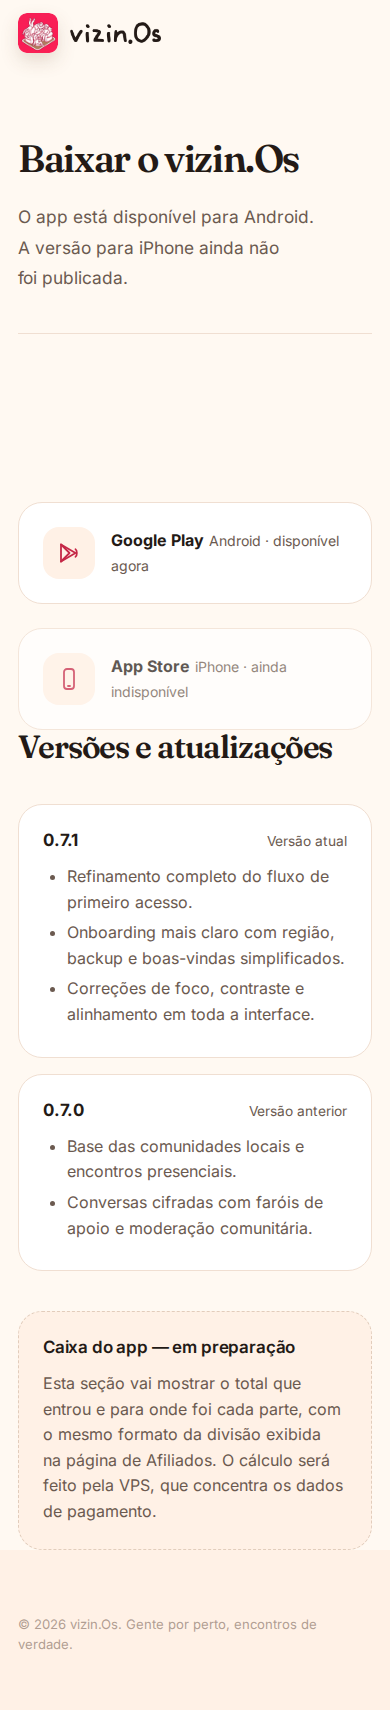 vizin.Os
Baixar o vizin.Os
O app está disponível para Android.
A versão para iPhone ainda não
foi publicada.
Google Play Android · disponível
agora
App Store iPhone · ainda
indisponível
Versões e atualizações
0.7.1 Versão atual
• Refinamento completo do fluxo de
primeiro acesso.
• Onboarding mais claro com região,
backup e boas-vindas simplificados.
• Correções de foco, contraste e
alinhamento em toda a interface.
0.7.0 Versão anterior
• Base das comunidades locais e
encontros presenciais.
• Conversas cifradas com faróis de
apoio e moderação comunitária.
Caixa do app — em preparação
Esta seção vai mostrar o total que
entrou e para onde foi cada parte, com
o mesmo formato da divisão exibida
na página de Afiliados. O cálculo será
feito pela VPS, que concentra os dados
de pagamento.
© 2026 vizin.Os. Gente por perto, encontros de
verdade.